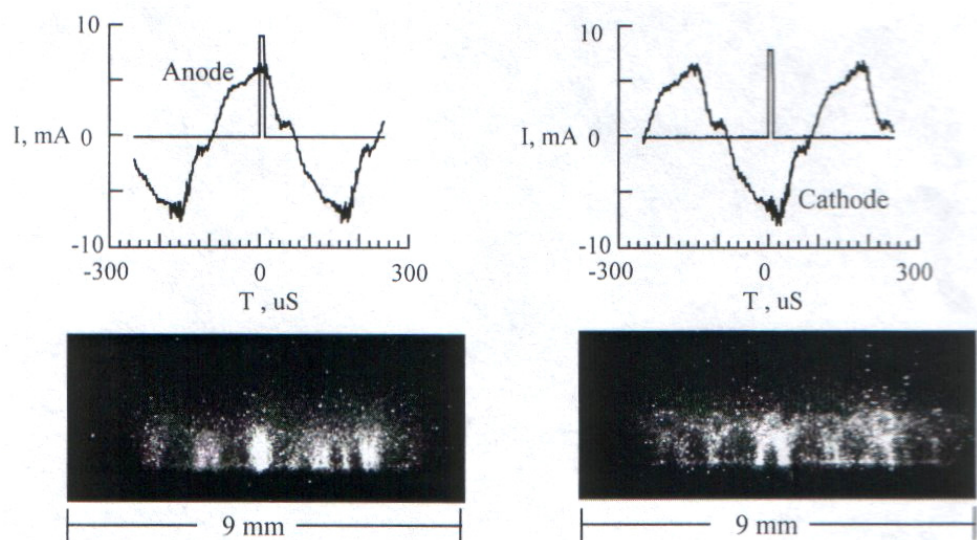 10
Anode
I, mA 0
-10
-300 0 300
T , uS
10
I, mA 0
Cathode
-10
-300 0 300
T , uS
9 mm
9 mm